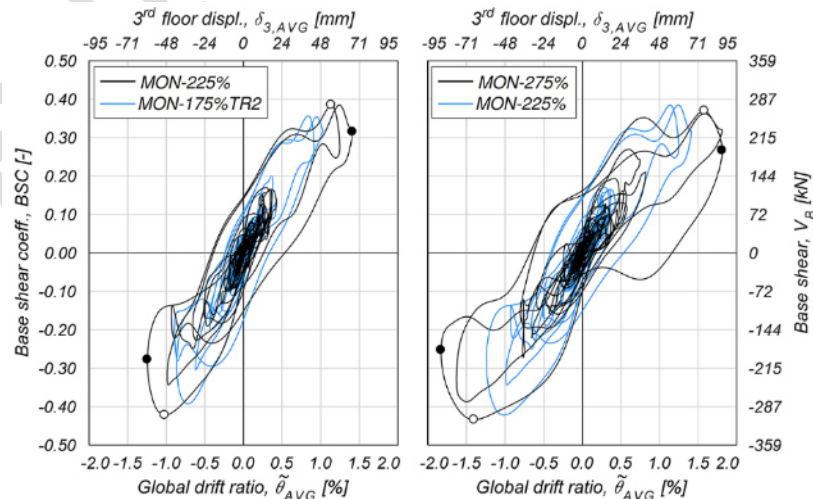 3rd floor displ., δ3,AVG [mm]
-95 -71 -48 -24 0 24 48 71 95
0.50
0.40
0.30
0.20
0.10
0.00
-0.10
-0.20
-0.30
-0.40
-0.50
Base shear coeff., BSC [-]
MON-225%
MON-175%TR2
-2.0 -1.5 -1.0 -0.5 0.0 0.5 1.0 1.5 2.0
Global drift ratio, θ̃AVG [%]
3rd floor displ., δ3,AVG [mm]
-95 -71 -48 -24 0 24 48 71 95
MON-275%
MON-225%
359
287
215
144
72
0
-72
-144
-215
-287
-359
Base shear, VB [kN]
-2.0 -1.5 -1.0 -0.5 0.0 0.5 1.0 1.5 2.0
Global drift ratio, θ̃AVG [%]